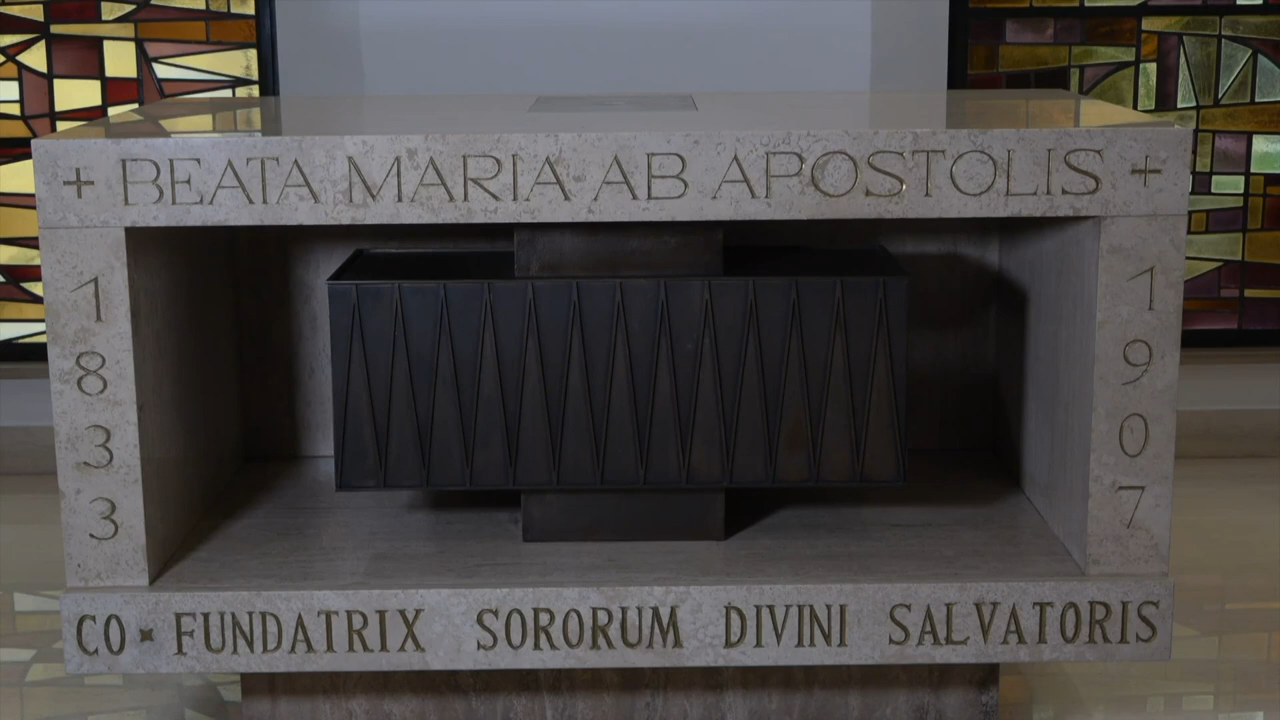 + BEATA MARIA AB APOSTOLIS +
1833
1907
CO-FUNDATRIX SORORUM DIVINI SALVATORIS